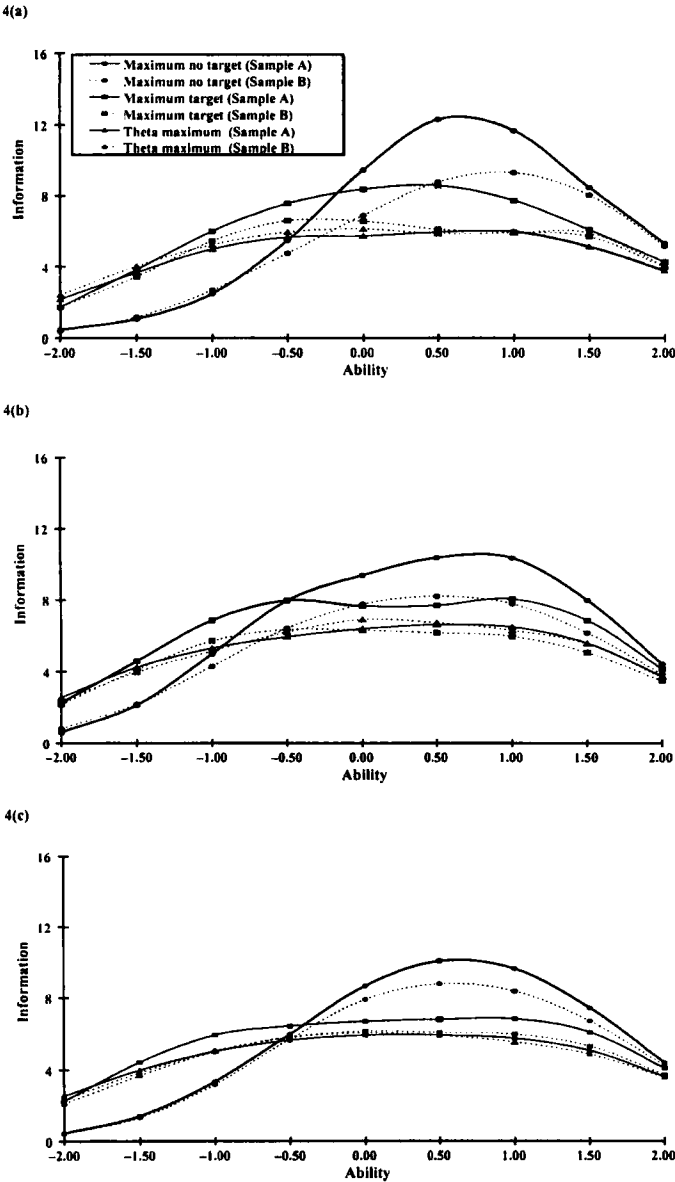 4(a)
16
12
8
4
0
Information
Maximum no target (Sample A)
Maximum no target (Sample B)
Maximum target (Sample A)
Maximum target (Sample B)
Theta maximum (Sample A)
Theta maximum (Sample B)
-2.00 -1.50 -1.00 -0.50 0.00 0.50 1.00 1.50 2.00
Ability
4(b)
16
12
8
4
0
Information
-2.00 -1.50 -1.00 -0.50 0.00 0.50 1.00 1.50 2.00
Ability
4(c)
16
12
8
4
0
Information
-2.00 -1.50 -1.00 -0.50 0.00 0.50 1.00 1.50 2.00
Ability